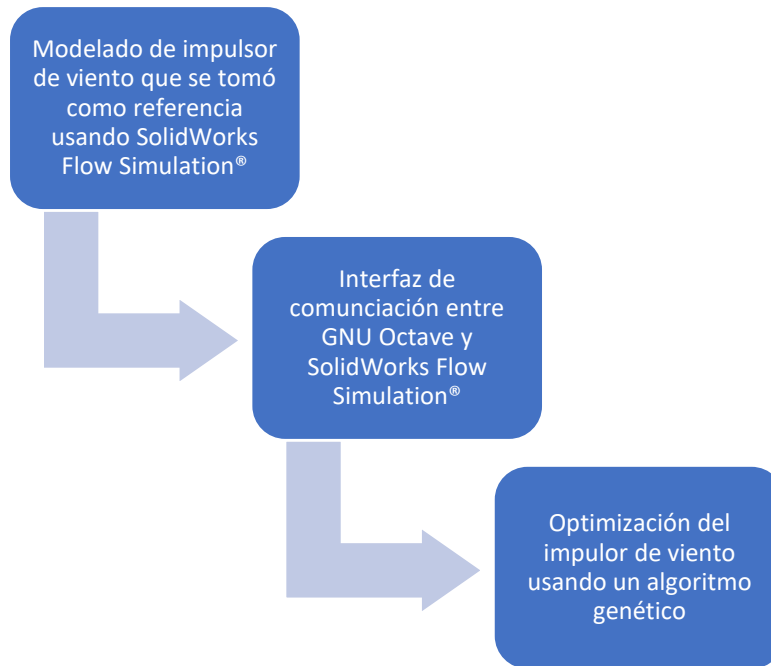 Modelado de impulsor
de viento que se tomó
como referencia
usando SolidWorks
Flow Simulation®
Interfaz de
comunciación entre
GNU Octave y
SolidWorks Flow
Simulation®
Optimización del
impulor de viento
usando un algoritmo
genético